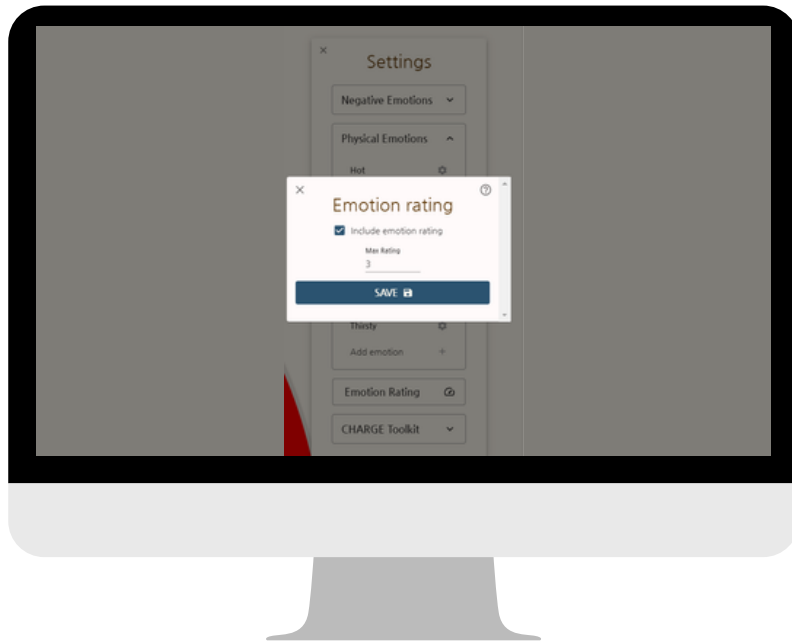 Settings
Negative Emotions
Physical Emotions
Hot
Emotion rating
Include emotion rating
Max Rating
3
SAVE
Thirsty
Add emotion
Emotion Rating
CHARGE Toolkit